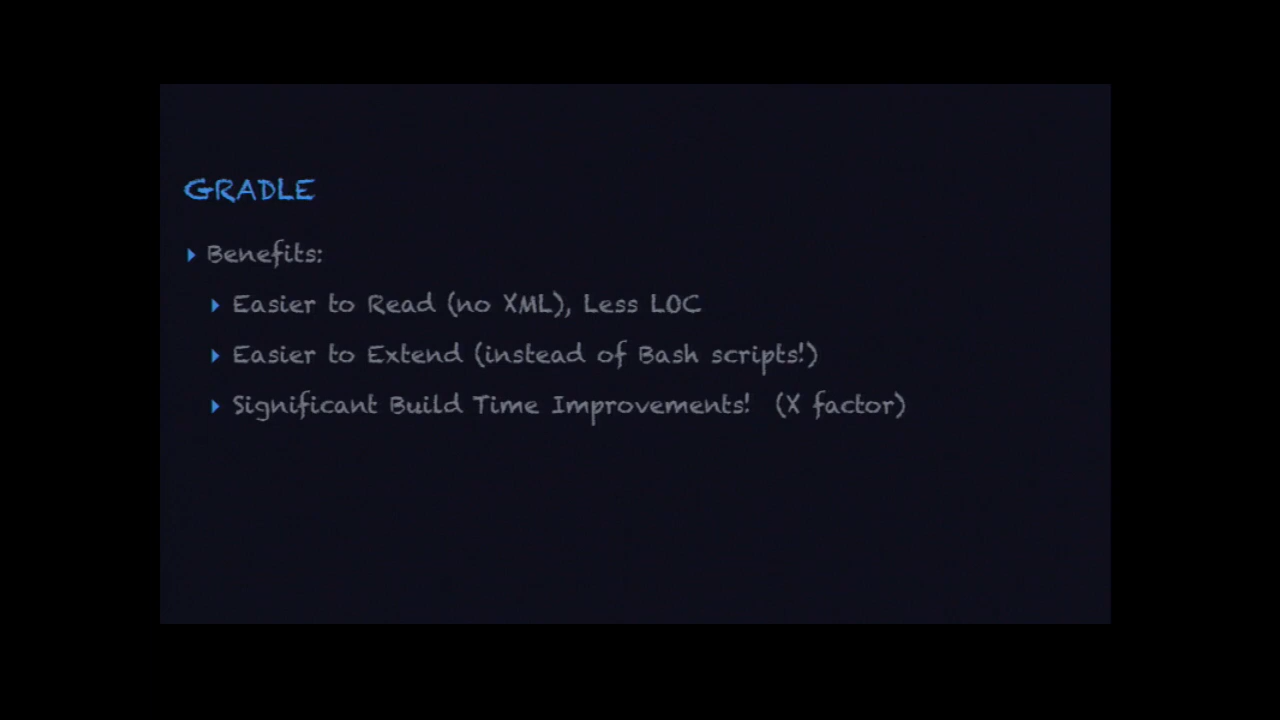 GRADLE
Benefits:
Easier to Read (no XML), Less LOC
Easier to Extend (instead of Bash scripts!)
Significant Build Time Improvements! (X factor)